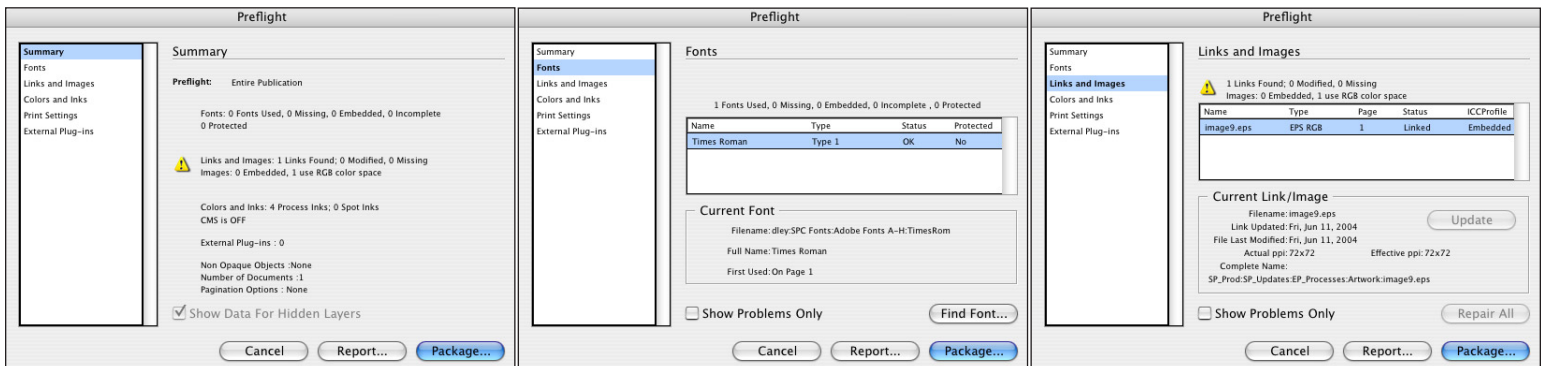 Preflight
Summary
Fonts
Links and Images
Colors and Inks
Print Settings
External Plug-ins
Summary
Preflight: Entire Publication
Fonts: 0 Fonts Used, 0 Missing, 0 Embedded, 0 Incomplete
0 Protected
Links and Images: 1 Links Found; 0 Modified, 0 Missing
Images: 0 Embedded, 1 use RGB color space
Colors and Inks: 4 Process Inks; 0 Spot Inks
CMS is OFF
External Plug-ins : 0
Non Opaque Objects :None
Number of Documents :1
Pagination Options : None
Show Data For Hidden Layers
Cancel Report... Package...
Preflight
Summary
Fonts
Links and Images
Colors and Inks
Print Settings
External Plug-ins
Fonts
1 Fonts Used, 0 Missing, 0 Embedded, 0 Incomplete , 0 Protected
Name Type Status Protected
Times Roman Type 1 OK No
Current Font
Filename: dley:SPC Fonts:Adobe Fonts A-H:TimesRom
Full Name: Times Roman
First Used: On Page 1
Show Problems Only Find Font...
Cancel Report... Package...
Preflight
Summary
Fonts
Links and Images
Colors and Inks
Print Settings
External Plug-ins
Links and Images
1 Links Found; 0 Modified, 0 Missing
Images: 0 Embedded, 1 use RGB color space
Name Type Page Status ICCProfile
image9.eps EPS RGB 1 Linked Embedded
Current Link/Image
Filename: image9.eps
Update
Link Updated: Fri, Jun 11, 2004
File Last Modified: Fri, Jun 11, 2004
Actual ppi: 72x72 Effective ppi: 72x72
Complete Name:
SP_Prod:SP_Updates:EP_Processes:Artwork:image9.eps
Show Problems Only Repair All
Cancel Report... Package...